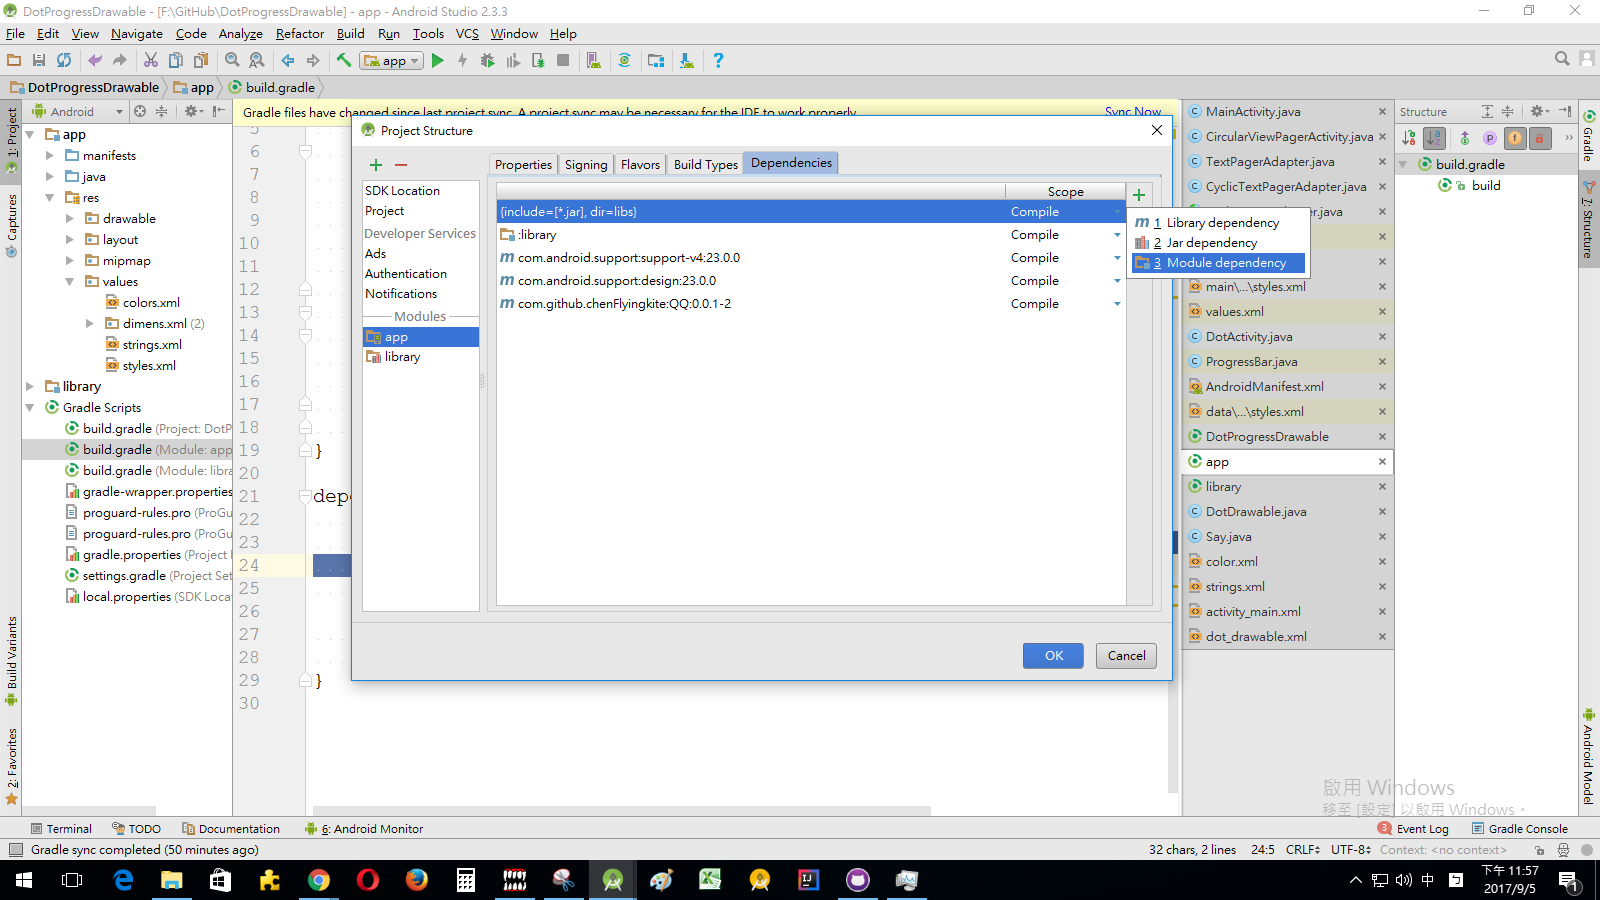 DotProgressDrawable - [F:\GitHub\DotProgressDrawable] - app - Android Studio 2.3.3
File Edit View Navigate Code Analyze Refactor Build Run Tools VCS Window Help
app
DotProgressDrawable app build.gradle
1: Project
Captures
Build Variants
2: Favorites
Android
app
manifests
java
res
drawable
layout
mipmap
values
colors.xml
dimens.xml (2)
strings.xml
styles.xml
library
Gradle Scripts
build.gradle (Project: DotP
build.gradle (Module: app
build.gradle (Module: libra
gradle-wrapper.properties
proguard-rules.pro (ProGu
proguard-rules.pro (ProGu
gradle.properties (Project
settings.gradle (Project Set
local.properties (SDK Loca
Gradle files have changed since last project sync. A project sync may be necessary for the IDE to work properly.
Sync Now
5
6
7
8
9
10
11
12
13
14
15
16
17
18
19 }
20
21 depe
22
23
24
25
26
27
28
29 }
30
Project Structure
SDK Location
Project
Developer Services
Ads
Authentication
Notifications
Modules
app
library
Properties Signing Flavors Build Types Dependencies
Scope
{include=[*.jar], dir=libs} Compile
:library Compile
com.android.support:support-v4:23.0.0 Compile
com.android.support:design:23.0.0 Compile
com.github.chenFlyingkite:QQ:0.0.1-2 Compile
1 Library dependency
2 Jar dependency
3 Module dependency
OK Cancel
MainActivity.java
CircularViewPagerActivity.java
TextPagerAdapter.java
CyclicTextPagerAdapter.java
er.java
main\...\styles.xml
values.xml
DotActivity.java
ProgressBar.java
AndroidManifest.xml
data\...\styles.xml
DotProgressDrawable
app
library
DotDrawable.java
Say.java
color.xml
strings.xml
activity_main.xml
dot_drawable.xml
Structure
build.gradle
build
Gradle
7: Structure
Android Model
啟用 Windows
移至 [設定] 以啟用 Windows。
Terminal TODO Documentation 6: Android Monitor 3 Event Log Gradle Console
Gradle sync completed (50 minutes ago) 32 chars, 2 lines 24:5 CRLF UTF-8 Context: <no context>
中
下午 11:57
2017/9/5
1